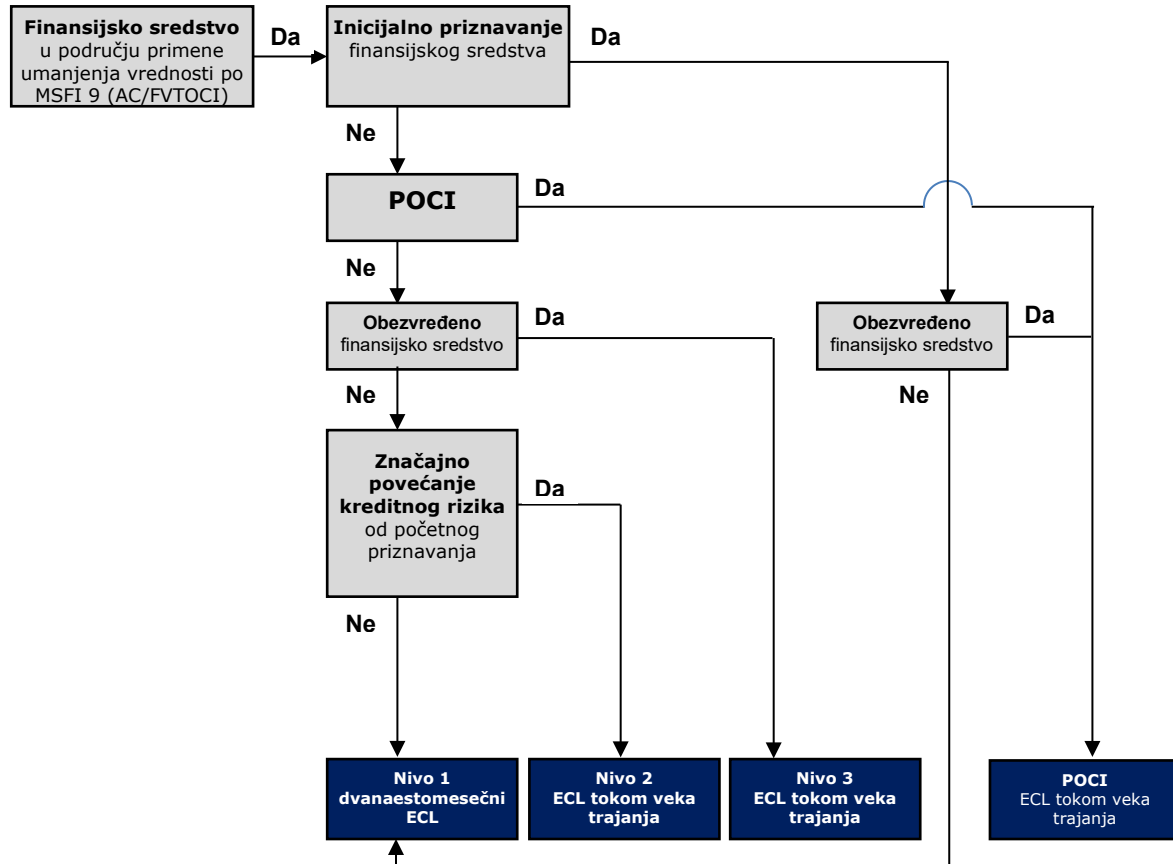 Finansijsko sredstvo
u području primene
umanjenja vrednosti po
MSFI 9 (AC/FVTOCI)
Da
Inicijalno priznavanje
finansijskog sredstva
Da
Ne
POCI
Da
Ne
Obezvređeno
finansijsko sredstvo
Da
Obezvređeno
finansijsko sredstvo
Da
Ne
Ne
Značajno
povećanje
kreditnog rizika
od početnog
priznavanja
Da
Ne
Nivo 1
dvanaestomesečni
ECL
Nivo 2
ECL tokom veka
trajanja
Nivo 3
ECL tokom veka
trajanja
POCI
ECL tokom veka
trajanja